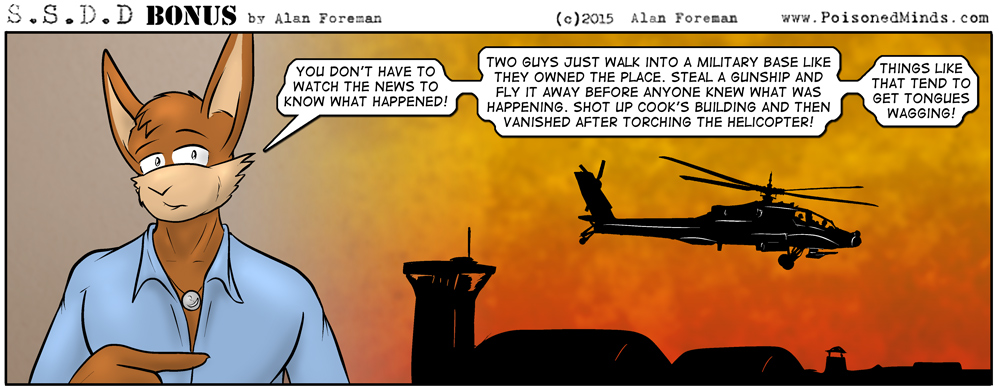 S.S.D.D BONUS by Alan Foreman (c)2015 Alan Foreman www.PoisonedMinds.com
YOU DON'T HAVE TO
WATCH THE NEWS TO
KNOW WHAT HAPPENED!
TWO GUYS JUST WALK INTO A MILITARY BASE LIKE
THEY OWNED THE PLACE. STEAL A GUNSHIP AND
FLY IT AWAY BEFORE ANYONE KNEW WHAT WAS
HAPPENING. SHOT UP COOK'S BUILDING AND THEN
VANISHED AFTER TORCHING THE HELICOPTER!
THINGS LIKE
THAT TEND TO
GET TONGUES
WAGGING!